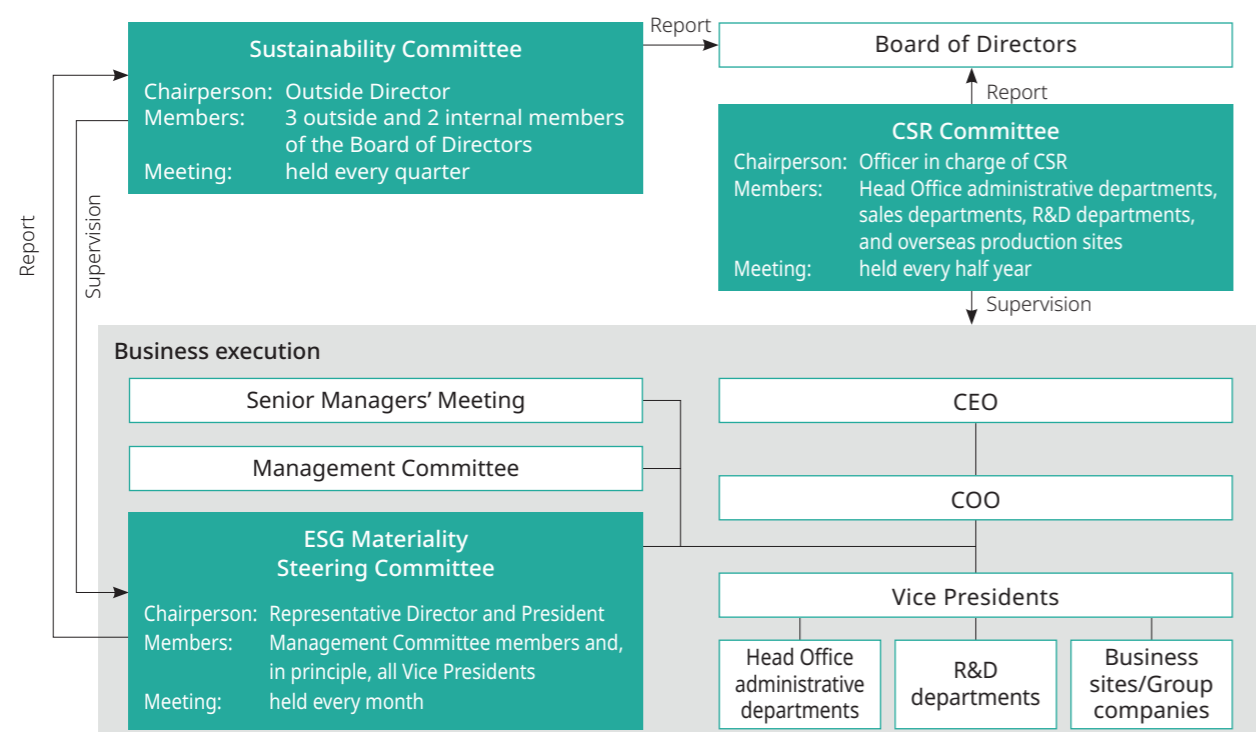 Sustainability Committee
Chairperson: Outside Director
Members: 3 outside and 2 internal members
of the Board of Directors
Meeting: held every quarter
Report
Board of Directors
Report
CSR Committee
Chairperson: Officer in charge of CSR
Members: Head Office administrative departments,
sales departments, R&D departments,
and overseas production sites
Meeting: held every half year
Supervision
Report
Supervision
Business execution
Senior Managers’ Meeting
Management Committee
ESG Materiality
Steering Committee
Chairperson: Representative Director and President
Members: Management Committee members and,
in principle, all Vice Presidents
Meeting: held every month
CEO
COO
Vice Presidents
Head Office
administrative
departments
R&D
departments
Business
sites/Group
companies